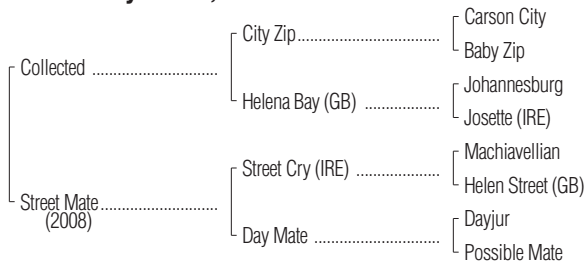 Carson City
City Zip
Baby Zip
Collected
Johannesburg
Helena Bay (GB)
Josette (IRE)
Machiavellian
Street Cry (IRE)
Helen Street (GB)
Street Mate
(2008)
Dayjur
Day Mate
Possible Mate